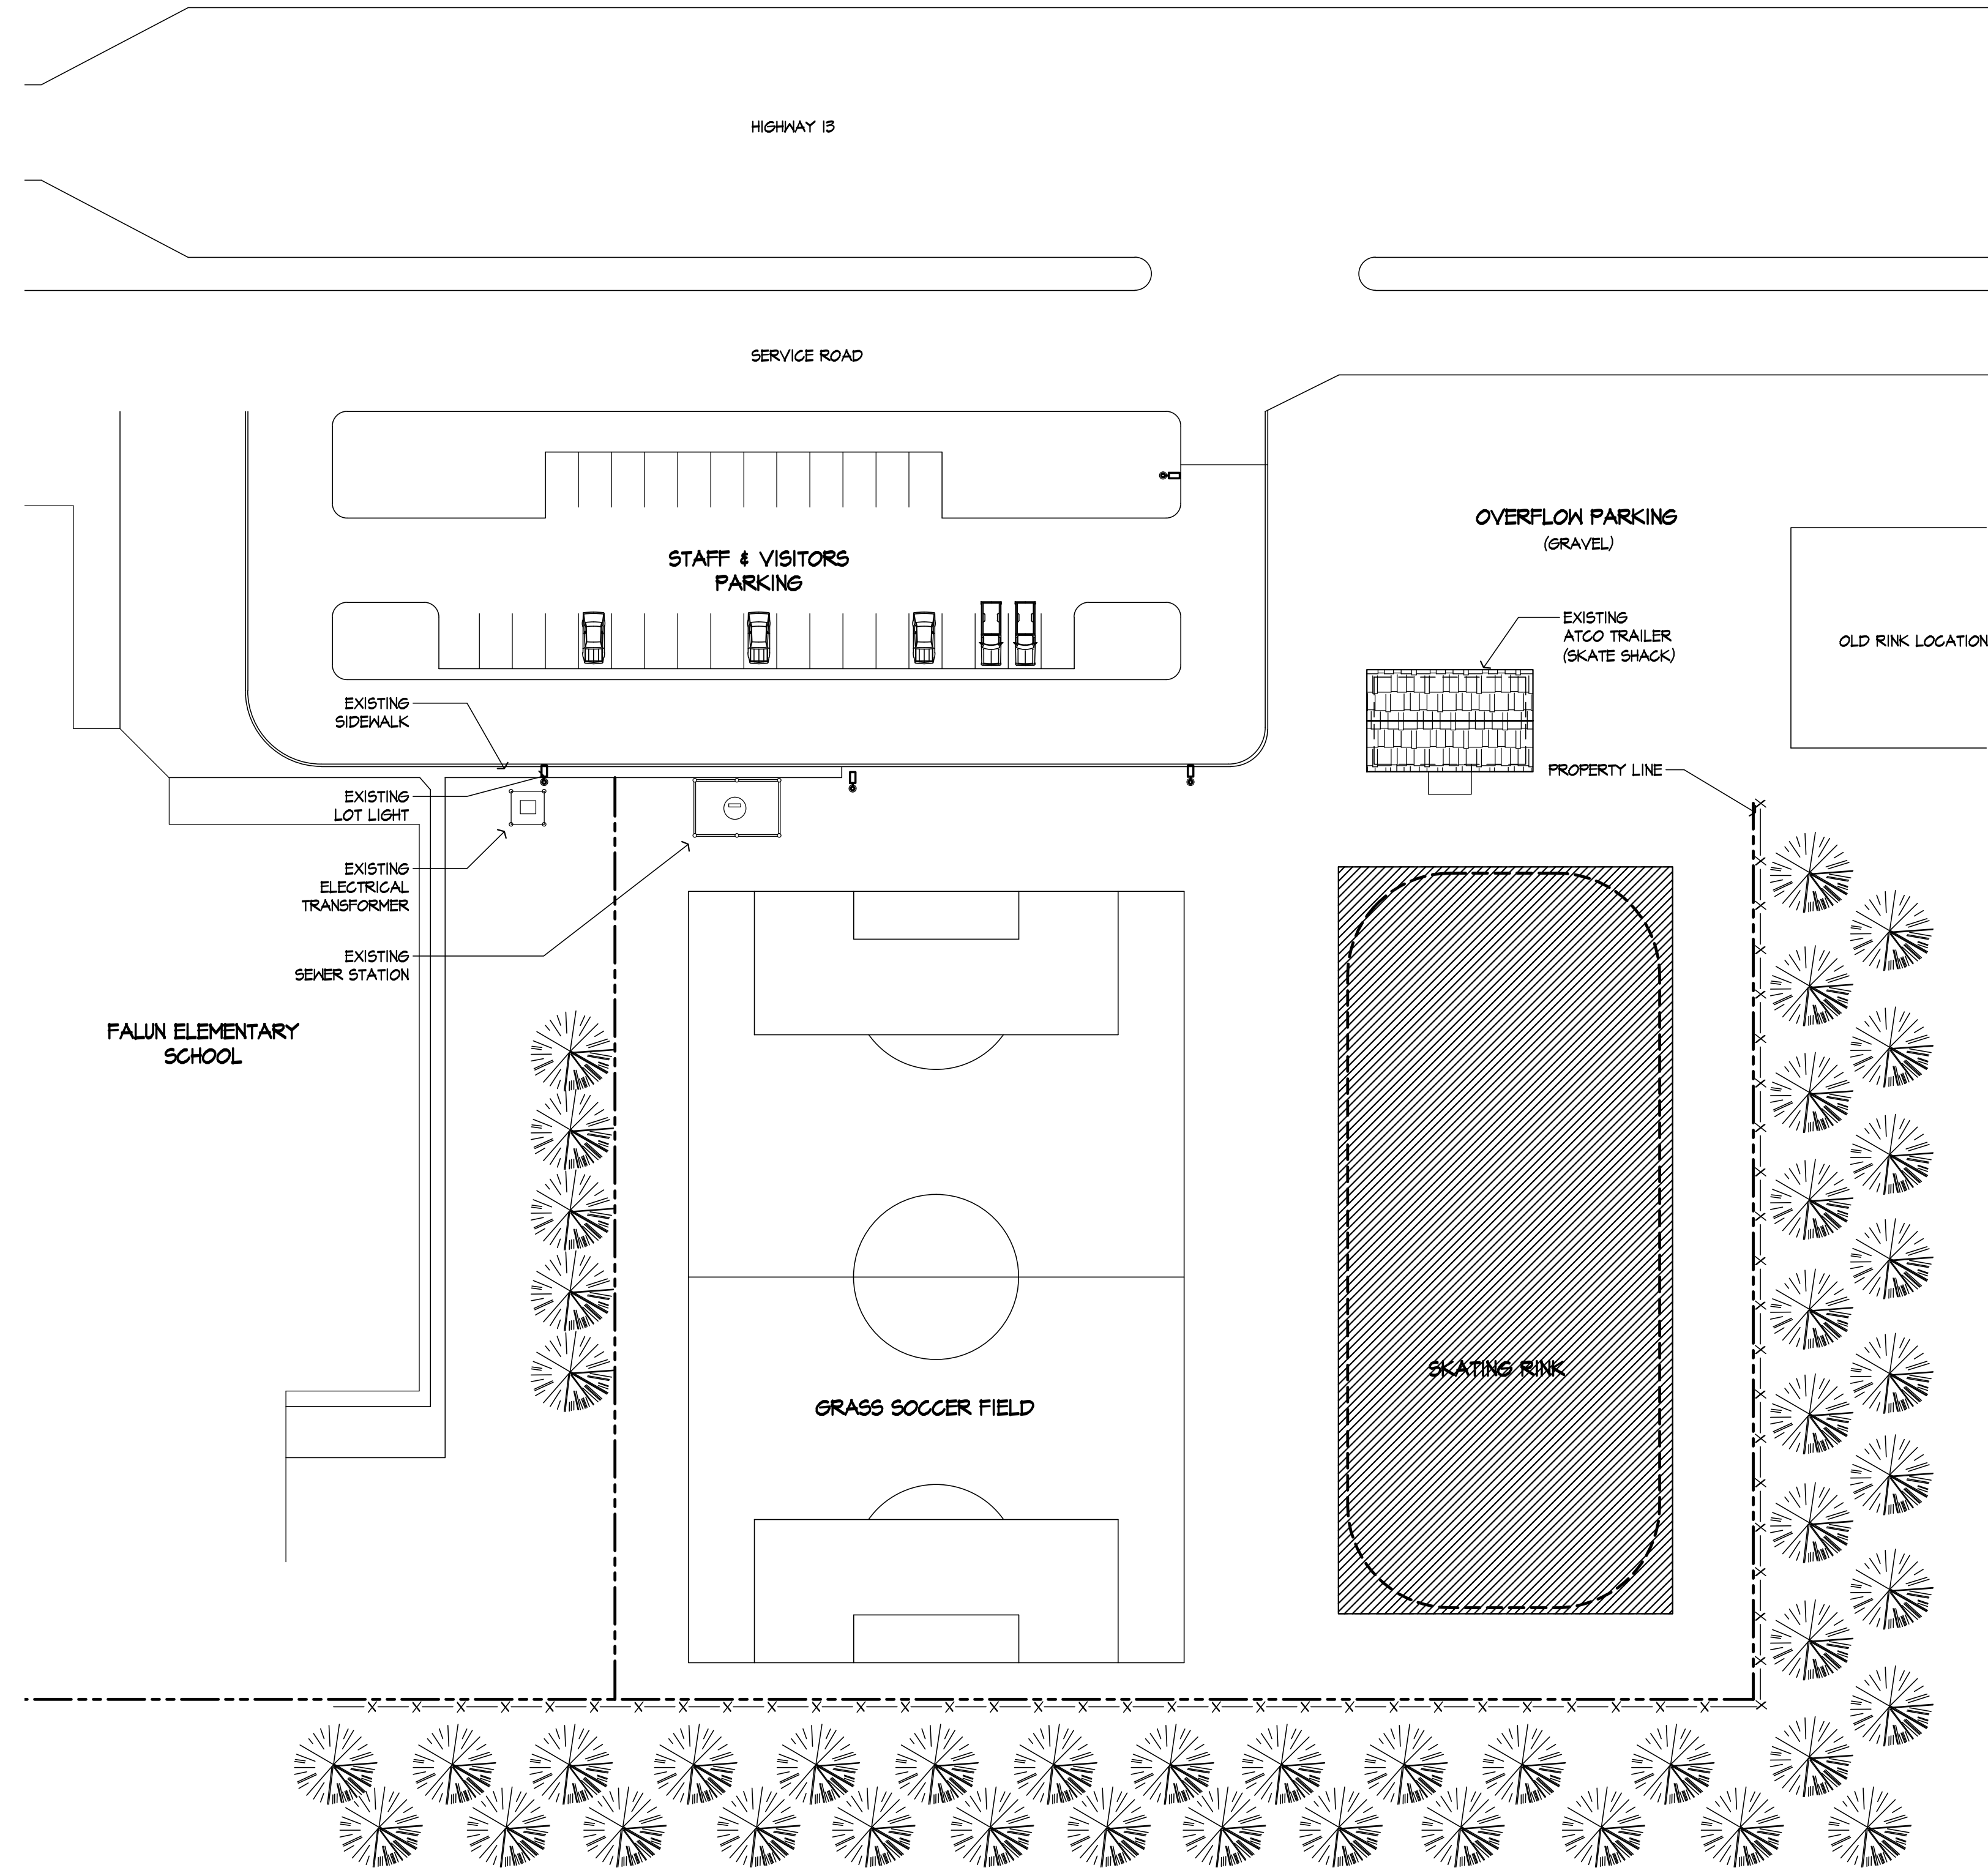 HIGHWAY 13
SERVICE ROAD
OVERFLOW PARKING
(GRAVEL)
STAFF & VISITORS
PARKING
EXISTING
ATCO TRAILER
(SKATE SHACK)
OLD RINK LOCATION
EXISTING
SIDEWALK
PROPERTY LINE
EXISTING
LOT LIGHT
EXISTING
ELECTRICAL
TRANSFORMER
EXISTING
SEWER STATION
FALUN ELEMENTARY
SCHOOL
SKATING RINK
GRASS SOCCER FIELD